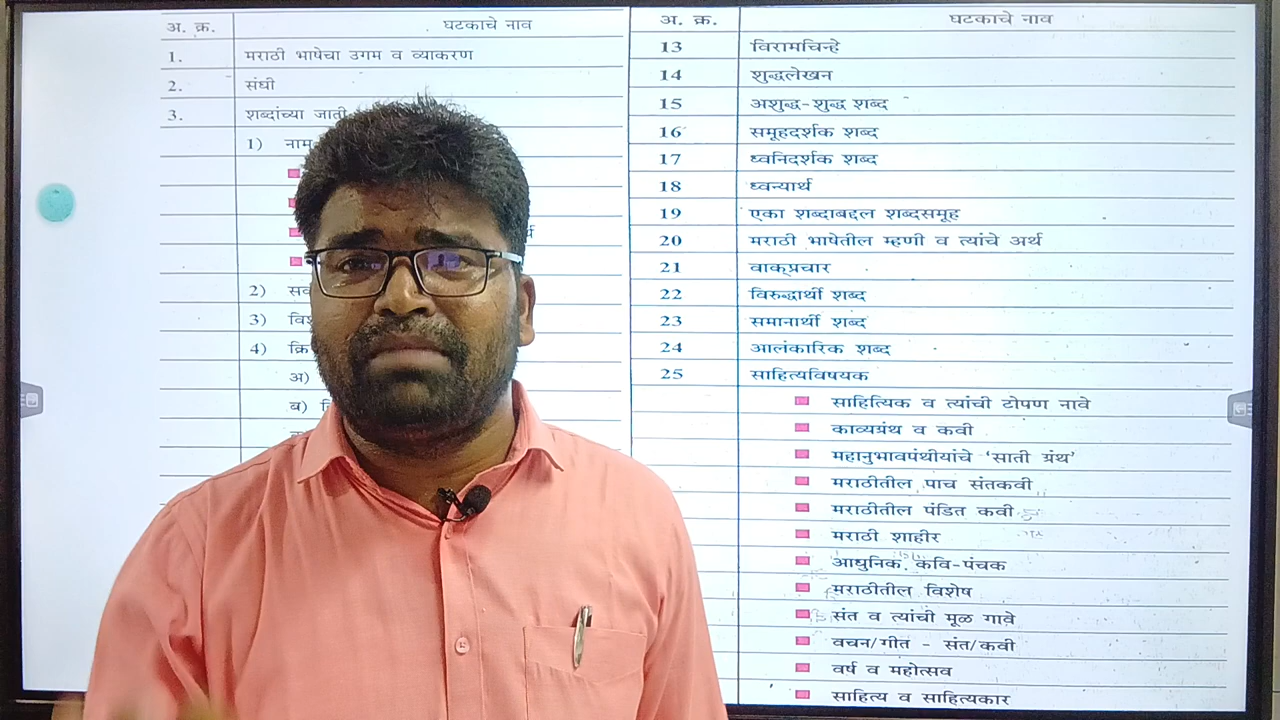 अ. क्र. घटकाचे नाव
1. मराठी भाषेचा उगम व व्याकरण
2. संधी
3. शब्दांच्या जाती
1) नाम
2)
3)
4)
अ)
ब)
अ. क्र. घटकाचे नाव
13 विरामचिन्हे
14 शुद्धलेखन
15 अशुद्ध-शुद्ध शब्द
16 समूहदर्शक शब्द
17 ध्वनिदर्शक शब्द
18 ध्वन्यार्थ
19 एका शब्दाबद्दल शब्दसमूह
20 मराठी भाषेतील म्हणी व त्यांचे अर्थ
21 वाक्प्रचार
22 विरुद्धार्थी शब्द
23 समानार्थी शब्द
24 आलंकारिक शब्द
25 साहित्यविषयक
साहित्यिक व त्यांची टोपण नावे
काव्यग्रंथ व कवी
महानुभावपंथीयांचे ‘साती ग्रंथ’
मराठीतील पाच संतकवी
मराठीतील पंडित कवी
मराठी शाहीर
आधुनिक कवि-पंचक
मराठीतील विशेष
संत व त्यांची मूळ गावे
वचन/गीत - संत/कवी
वर्ष व महोत्सव
साहित्य व साहित्यकार